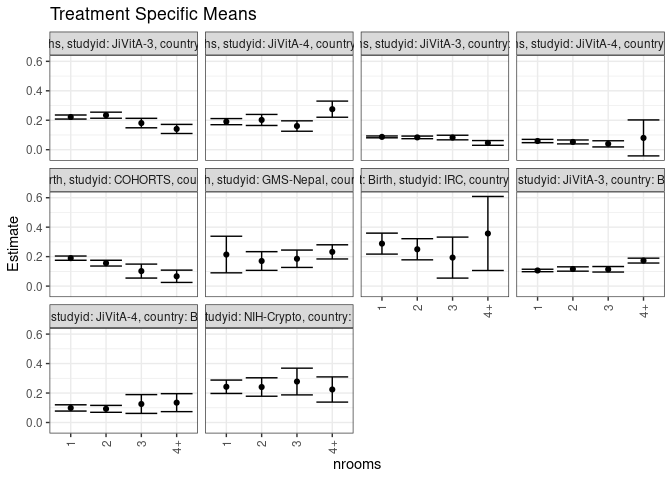 Treatment Specific Means
hs, studyid: JiVitA-3, country
hs, studyid: JiVitA-4, country
hs, studyid: JiVitA-3, country
hs, studyid: JiVitA-4, country
0.6
0.4
0.2
0.0
rth, studyid: COHORTS, cou
h, studyid: GMS-Nepal, coun
t: Birth, studyid: IRC, country
studyid: JiVitA-3, country: B
0.6
0.4
0.2
0.0
Estimate
1
2
3
4+
1
2
3
4+
studyid: JiVitA-4, country: B
tudyid: NIH-Crypto, country:
0.6
0.4
0.2
0.0
1
2
3
4+
1
2
3
4+
nrooms